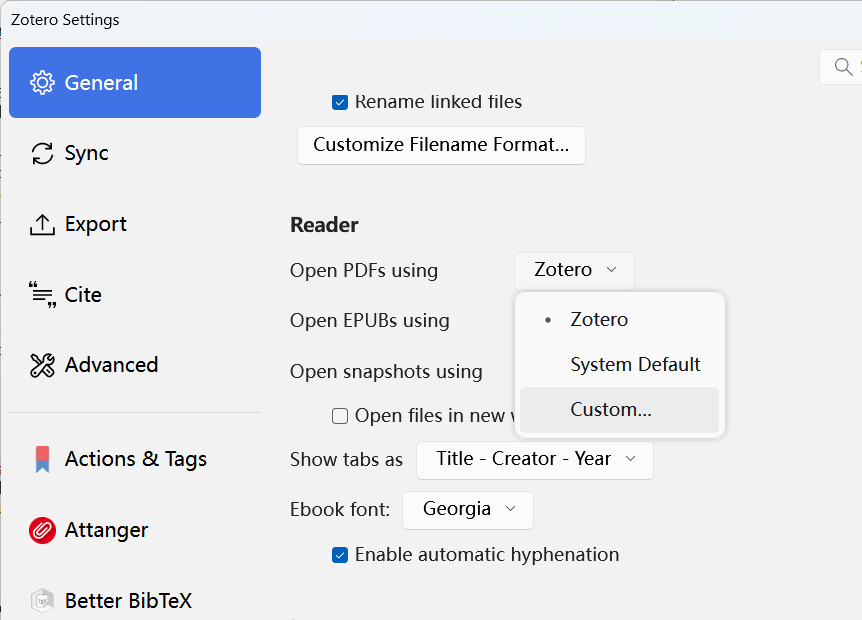 Zotero Settings
General
Sync
Export
Cite
Advanced
Actions & Tags
Attanger
Better BibTeX
Rename linked files
Customize Filename Format...
Reader
Open PDFs using
Zotero
Zotero
System Default
Custom...
Open EPUBs using
Open snapshots using
Open files in new
Show tabs as
Title - Creator - Year
Ebook font:
Georgia
Enable automatic hyphenation